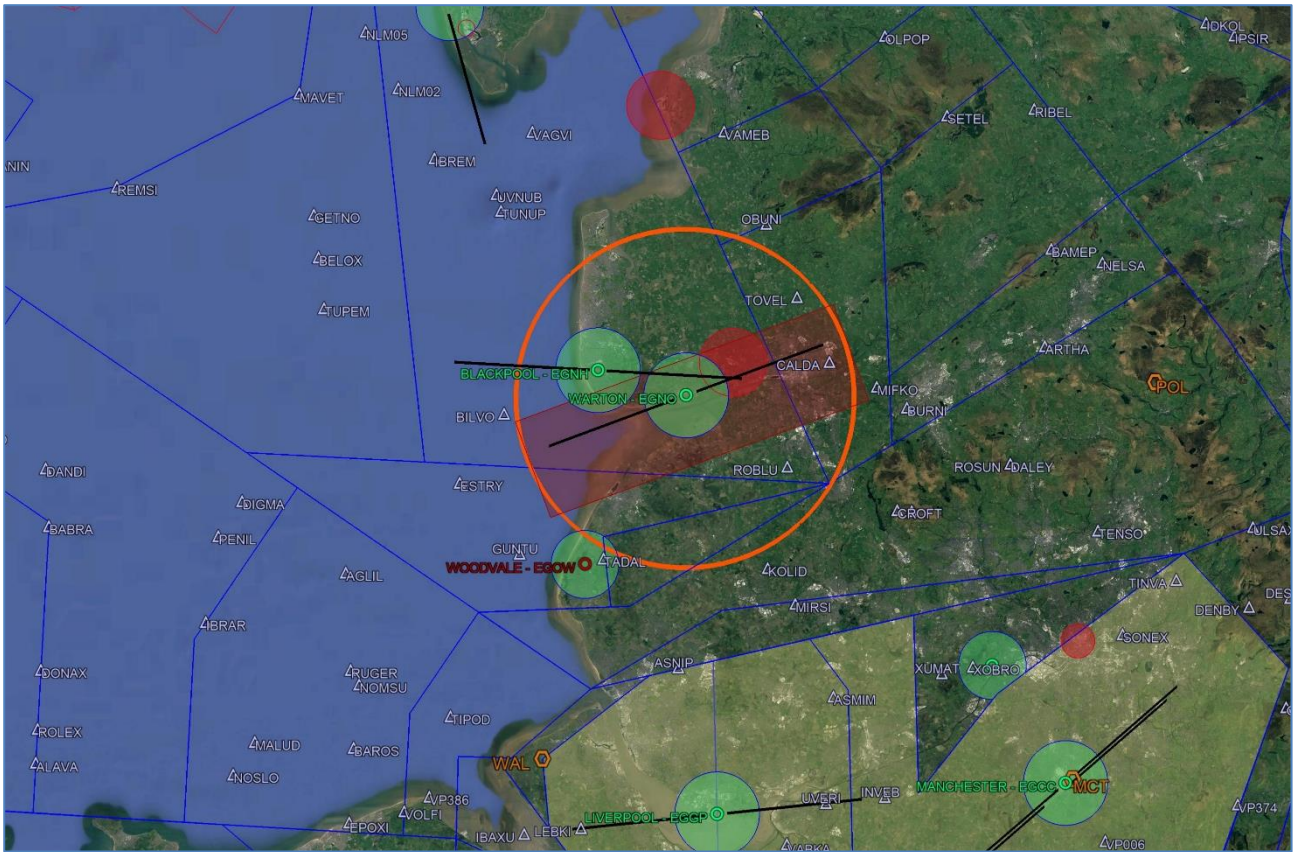 NLM05
OLPOP
IDKOL
IPSIR
MAVET
NLM02
SETEL
RIBEL
VAGVI
VAMEB
IBREM
ANIN
REMSI
UVNUB
TUNUP
GETNO
OBUNI
BELOX
BAMEP
NELSA
TUPEM
TOVEL
ARTHA
CALDA
BLACKPOOL - EGNH
WARTON - EGNO
MIFKO
POL
BURNI
BILVO
DANDI
ROBLU
ROSUN
DALEY
ESTRY
DIGMA
CROFT
BABRA
PENIL
TENSO
ULSAX
GUNTU
WOODVALE - EGOW
TADAL
AGLIL
KOLID
TINVA
MIRSI
DENBY
IBRAR
SONEX
DONAX
RUGER
NOMSU
ASNIP
XUMAT
XOBRO
ASMIM
TIPOD
ROLEX
MALUD
BAROS
ALAVA
NOSLO
WAL
MANCHESTER - EGCC
MCT
VP386
UVERI
INVEB
VP374
VOLFI
LIVERPOOL - EGGP
EPOXI
IBAXU
LEBKI
VP006